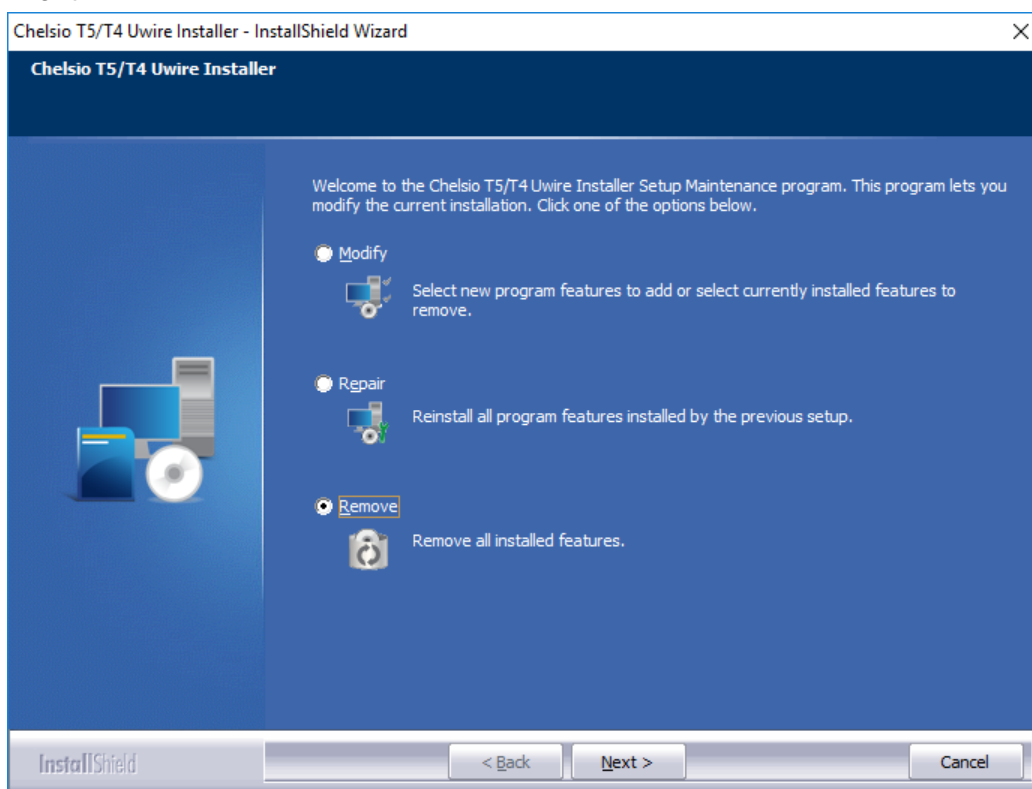 Chelsio T5/T4 Uwire Installer - InstallShield Wizard
Chelsio T5/T4 Uwire Installer
Welcome to the Chelsio T5/T4 Uwire Installer Setup Maintenance program. This program lets you
modify the current installation. Click one of the options below.
Modify
Select new program features to add or select currently installed features to
remove.
Repair
Reinstall all program features installed by the previous setup.
Remove
Remove all installed features.
InstallShield
< Back
Next >
Cancel